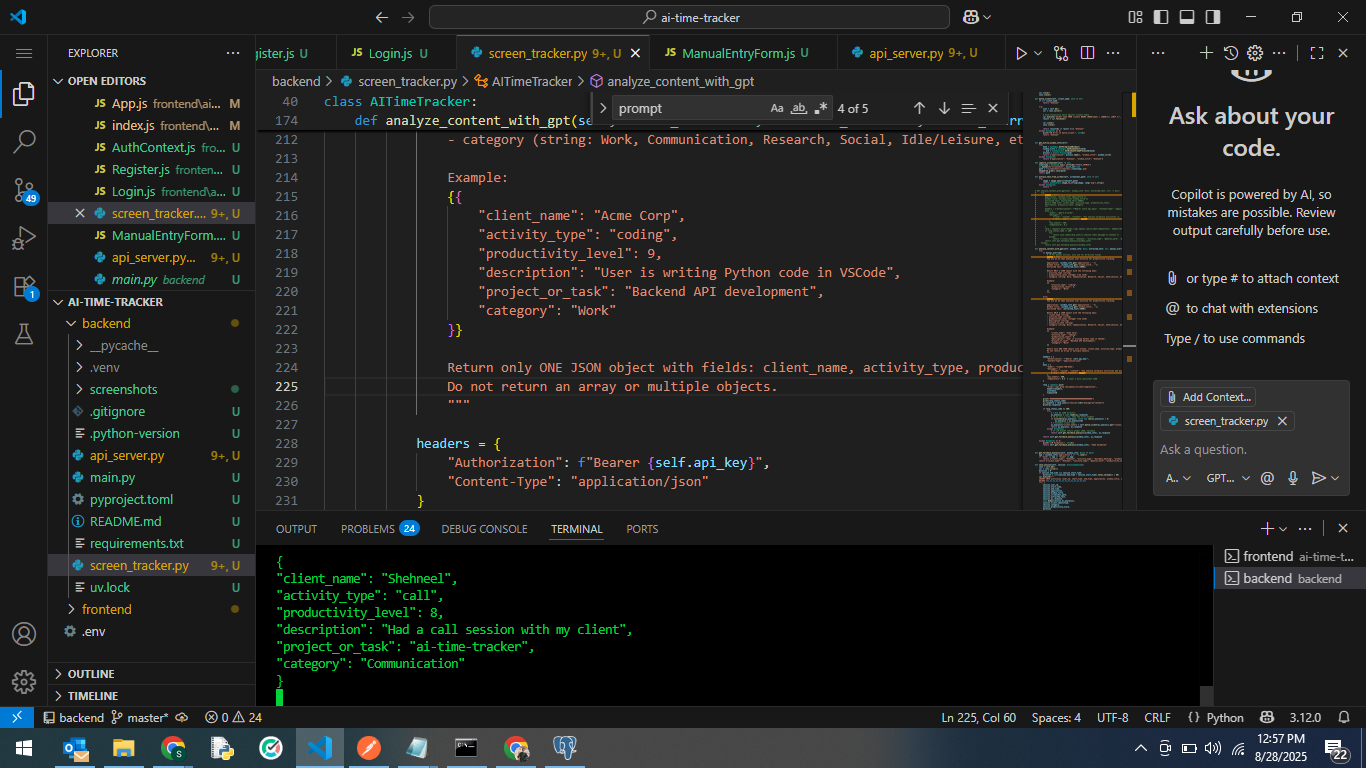 ai-time-tracker
EXPLORER
OPEN EDITORS
App.js frontend\ai... M
index.js frontend\... M
AuthContext.js fro... U
Register.js fronten... U
Login.js frontend\a... U
screen_tracker.... 9+, U
ManualEntryForm.... U
api_server.py... 9+, U
main.py backend U
AI-TIME-TRACKER
backend
__pycache__
.venv
screenshots
.gitignore U
.python-version U
api_server.py 9+, U
main.py U
pyproject.toml U
README.md U
requirements.txt U
screen_tracker.py 9+, U
uv.lock U
frontend
.env
OUTLINE
TIMELINE
49
1
gister.js U
Login.js U
screen_tracker.py 9+, U
ManualEntryForm.js U
api_server.py 9+, U
backend > screen_tracker.py > AITimeTracker > analyze_content_with_gpt
prompt Aa ab 4 of 5
40 class AITimeTracker:
174 def analyze_content_with_gpt(se
212 - category (string: Work, Communication, Research, Social, Idle/Leisure, et
213
214 Example:
215 {{
216 "client_name": "Acme Corp",
217 "activity_type": "coding",
218 "productivity_level": 9,
219 "description": "User is writing Python code in VSCode",
220 "project_or_task": "Backend API development",
221 "category": "Work"
222 }}
223
224 Return only ONE JSON object with fields: client_name, activity_type, produc
225 Do not return an array or multiple objects.
226 """
227
228 headers = {
229 "Authorization": f"Bearer {self.api_key}",
230 "Content-Type": "application/json"
231 }
Ask about your
code.
Copilot is powered by AI, so
mistakes are possible. Review
output carefully before use.
or type # to attach context
@ to chat with extensions
Type / to use commands
Add Context...
screen_tracker.py
Ask a question.
A.. GPT...
OUTPUT PROBLEMS 24 DEBUG CONSOLE TERMINAL PORTS
{
"client_name": "Shehneel",
"activity_type": "call",
"productivity_level": 8,
"description": "Had a call session with my client",
"project_or_task": "ai-time-tracker",
"category": "Communication"
}
frontend ai-time-t...
backend backend
backend master* 0 24
Ln 225, Col 60 Spaces: 4 UTF-8 CRLF {} Python 3.12.0
12:57 PM
8/28/2025
22